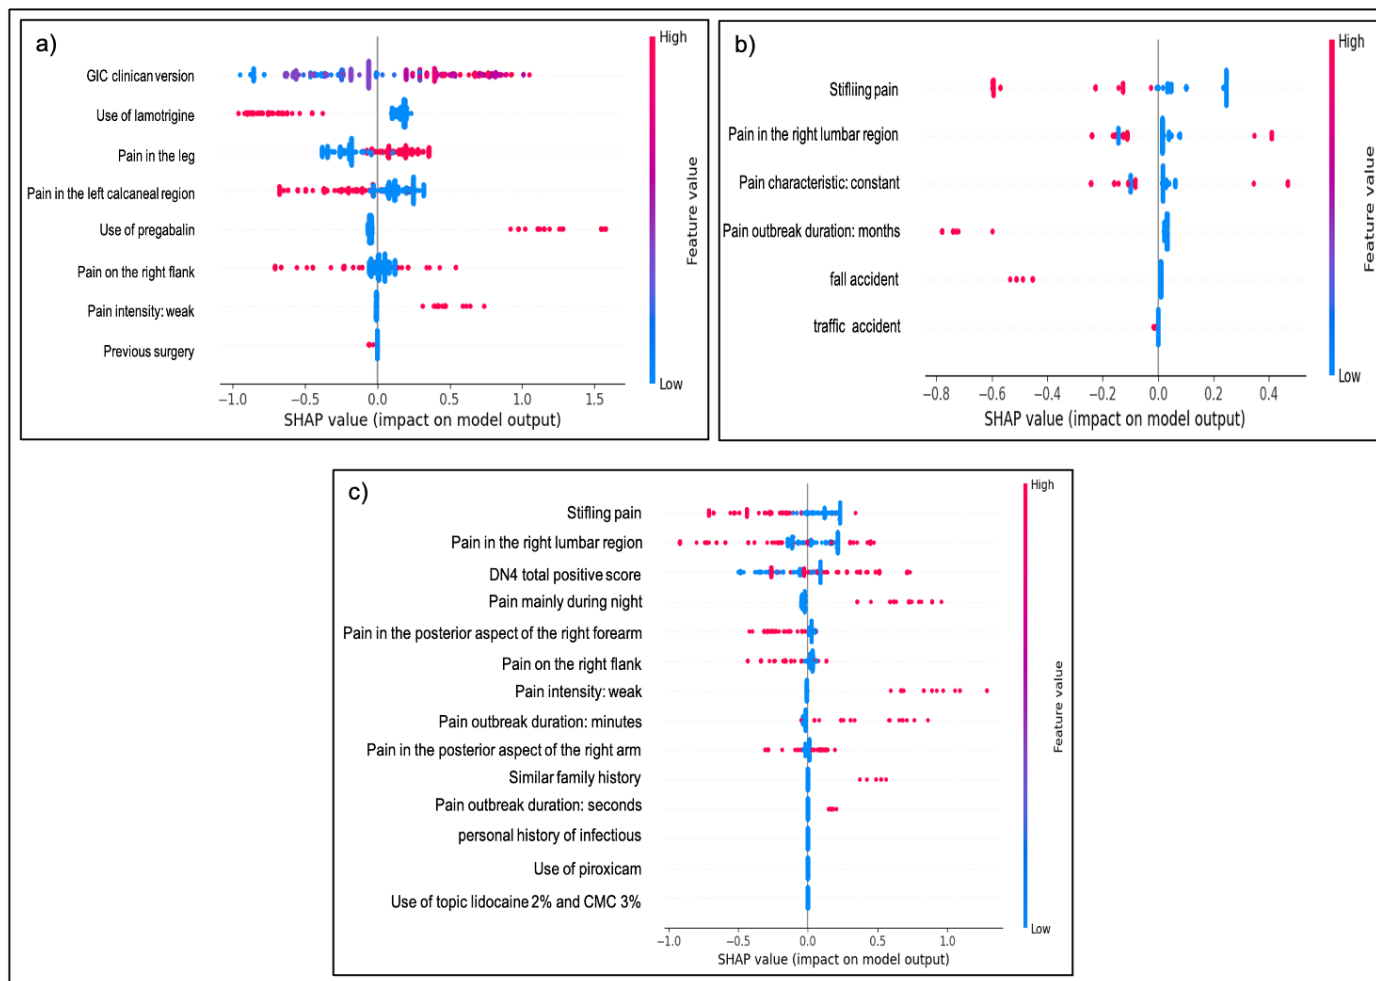 a)
High
GIC clinican version
Use of lamotrigine
Pain in the leg
Pain in the left calcaneal region
Use of pregabalin
Pain on the right flank
Pain intensity: weak
Previous surgery
Feature value
Low
−1.0 −0.5 0.0 0.5 1.0 1.5
SHAP value (impact on model output)
b)
High
Stifliing pain
Pain in the right lumbar region
Pain characteristic: constant
Pain outbreak duration: months
fall accident
traffic accident
Feature value
Low
−0.8 −0.6 −0.4 −0.2 0.0 0.2 0.4
SHAP value (impact on model output)
c)
High
Stifling pain
Pain in the right lumbar region
DN4 total positive score
Pain mainly during night
Pain in the posterior aspect of the right forearm
Pain on the right flank
Pain intensity: weak
Pain outbreak duration: minutes
Pain in the posterior aspect of the right arm
Similar family history
Pain outbreak duration: seconds
personal history of infectious
Use of piroxicam
Use of topic lidocaine 2% and CMC 3%
Feature value
Low
−1.0 −0.5 0.0 0.5 1.0
SHAP value (impact on model output)